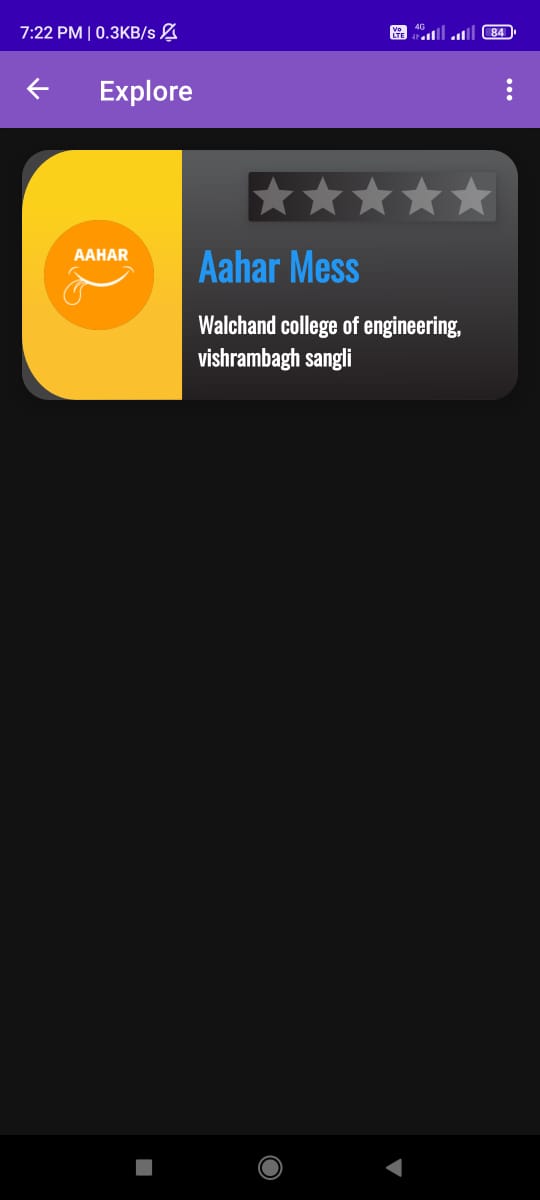 7:22 PM | 0.3KB/s
Vo LTE 4G 84
Explore
AAHAR
Aahar Mess
Walchand college of engineering,
vishrambagh sangli